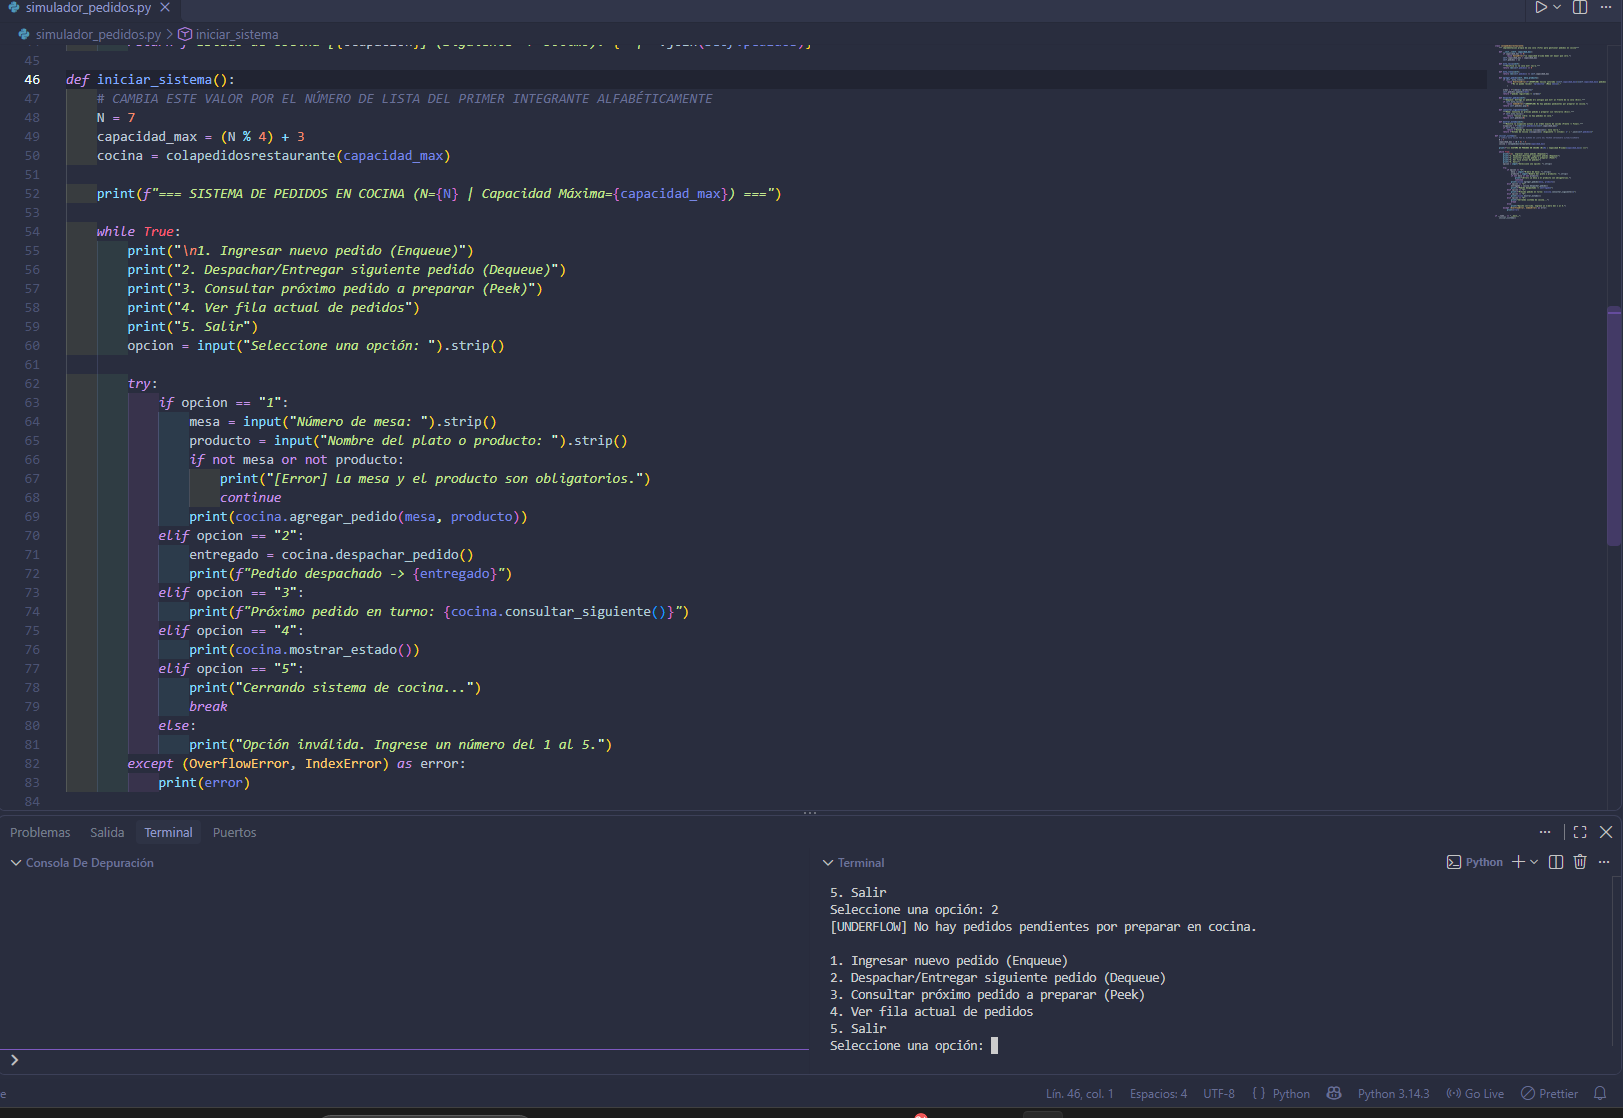 simulador_pedidos.py
simulador_pedidos.py > iniciar_sistema
45
46 def iniciar_sistema():
47 # CAMBIA ESTE VALOR POR EL NÚMERO DE LISTA DEL PRIMER INTEGRANTE ALFABÉTICAMENTE
48 N = 7
49 capacidad_max = (N % 4) + 3
50 cocina = colapedidosrestaurante(capacidad_max)
51
52 print(f"=== SISTEMA DE PEDIDOS EN COCINA (N={N} | Capacidad Máxima={capacidad_max}) ===")
53
54 while True:
55 print("\n1. Ingresar nuevo pedido (Enqueue)")
56 print("2. Despachar/Entregar siguiente pedido (Dequeue)")
57 print("3. Consultar próximo pedido a preparar (Peek)")
58 print("4. Ver fila actual de pedidos")
59 print("5. Salir")
60 opcion = input("Seleccione una opción: ").strip()
61
62 try:
63 if opcion == "1":
64 mesa = input("Número de mesa: ").strip()
65 producto = input("Nombre del plato o producto: ").strip()
66 if not mesa or not producto:
67 print("[Error] La mesa y el producto son obligatorios.")
68 continue
69 print(cocina.agregar_pedido(mesa, producto))
70 elif opcion == "2":
71 entregado = cocina.despachar_pedido()
72 print(f"Pedido despachado -> {entregado}")
73 elif opcion == "3":
74 print(f"Próximo pedido en turno: {cocina.consultar_siguiente()}")
75 elif opcion == "4":
76 print(cocina.mostrar_estado())
77 elif opcion == "5":
78 print("Cerrando sistema de cocina...")
79 break
80 else:
81 print("Opción inválida. Ingrese un número del 1 al 5.")
82 except (OverflowError, IndexError) as error:
83 print(error)
84
Problemas Salida Terminal Puertos
Consola De Depuración
Terminal
Python
5. Salir
Seleccione una opción: 2
[UNDERFLOW] No hay pedidos pendientes por preparar en cocina.
1. Ingresar nuevo pedido (Enqueue)
2. Despachar/Entregar siguiente pedido (Dequeue)
3. Consultar próximo pedido a preparar (Peek)
4. Ver fila actual de pedidos
5. Salir
Seleccione una opción:
e Lín. 46, col. 1 Espacios: 4 UTF-8 { } Python Python 3.14.3 Go Live Prettier